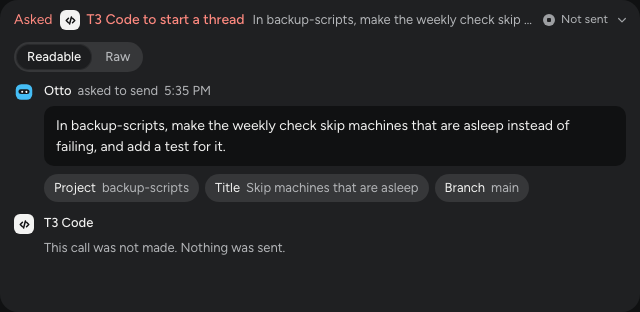 Asked T3 Code to start a thread In backup-scripts, make the weekly check skip ... Not sent
Readable Raw
Otto asked to send 5:35 PM
In backup-scripts, make the weekly check skip machines that are asleep instead of
failing, and add a test for it.
Project backup-scripts Title Skip machines that are asleep Branch main
T3 Code
This call was not made. Nothing was sent.